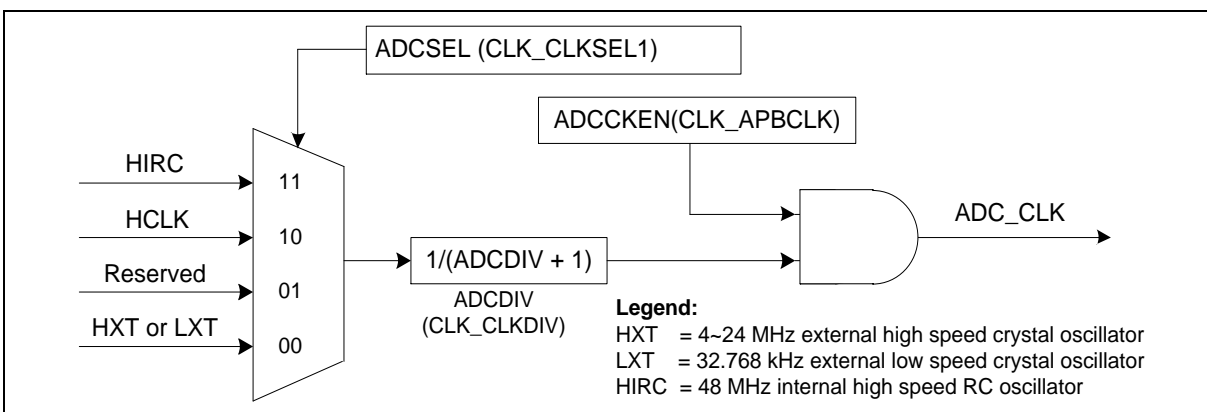 ADCSEL (CLK_CLKSEL1)
ADCCKEN(CLK_APBCLK)
HIRC
11
HCLK
10
Reserved
01
HXT or LXT
00
1/(ADCDIV + 1)
ADCDIV
(CLK_CLKDIV)
ADC_CLK
Legend:
HXT = 4~24 MHz external high speed crystal oscillator
LXT = 32.768 kHz external low speed crystal oscillator
HIRC = 48 MHz internal high speed RC oscillator